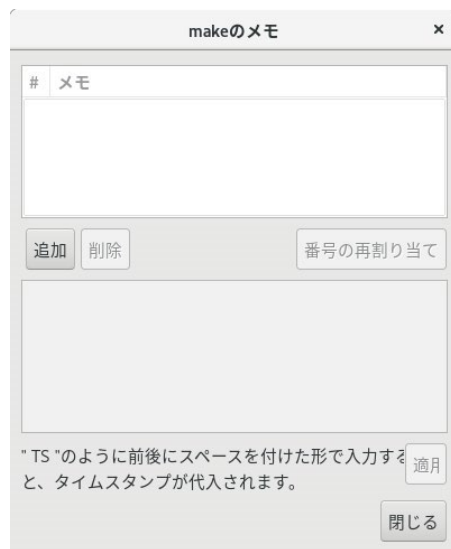 makeのメモ ×
# メモ
追加 削除 番号の再割り当て
" TS "のように前後にスペースを付けた形で入力する
と、タイムスタンプが代入されます。
適用
閉じる